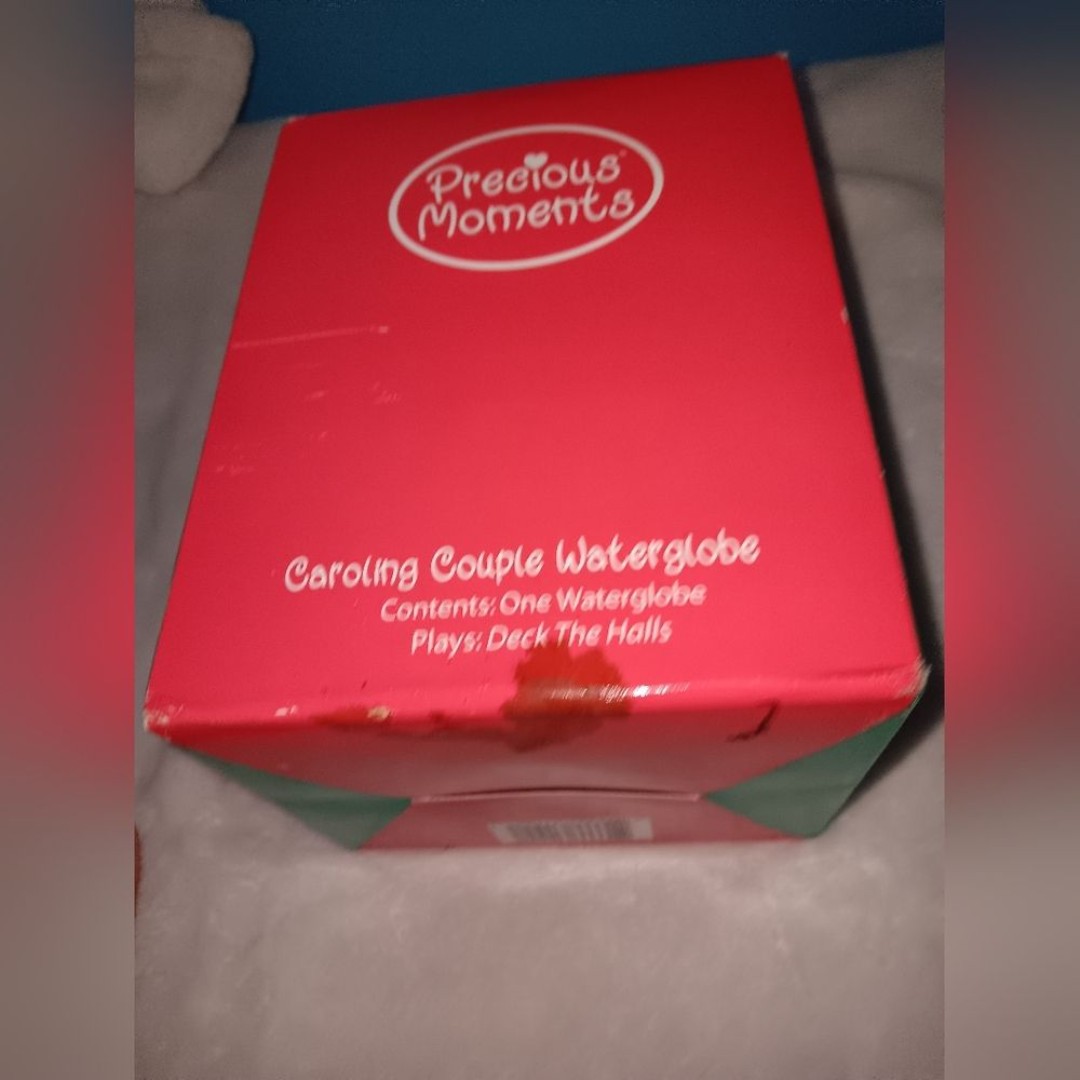 Precious
Moments
Caroling Couple Waterglobe
Contents: One Waterglobe
Plays: Deck The Halls